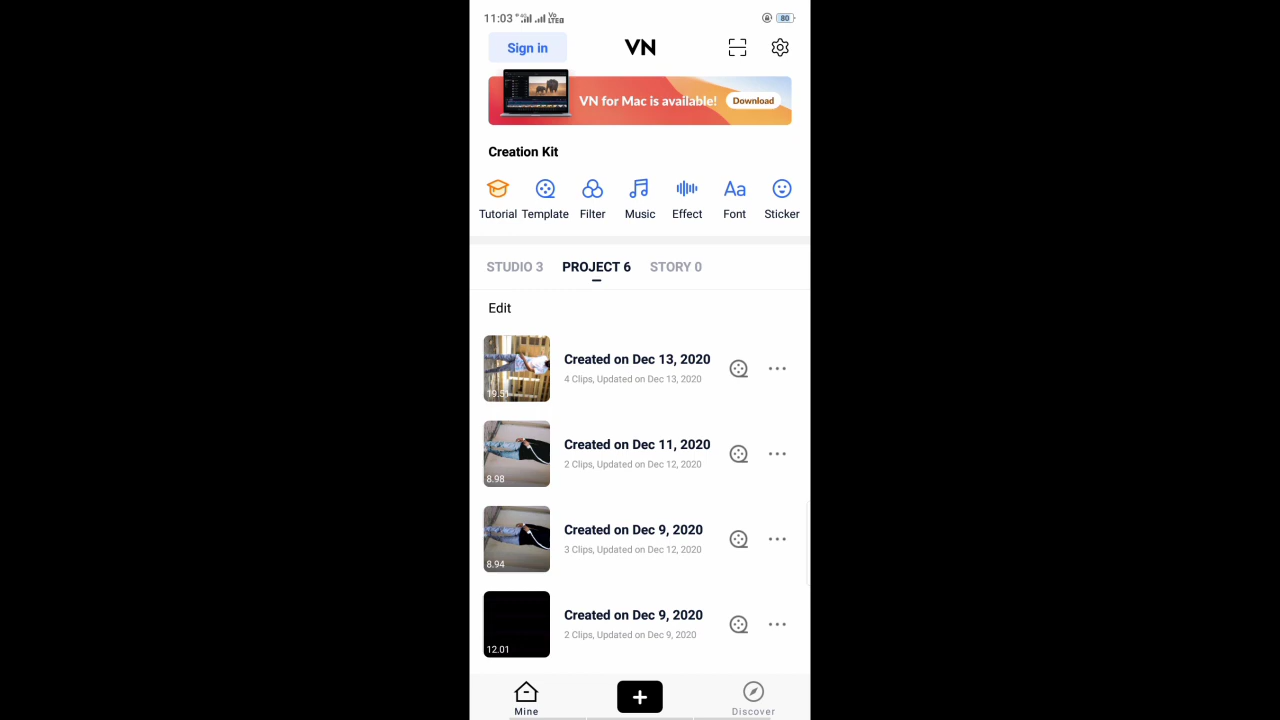 11:03 80
Sign in VN
VN for Mac is available! Download
Creation Kit
Tutorial Template Filter Music Effect Font Sticker
STUDIO 3 PROJECT 6 STORY 0
Edit
Created on Dec 13, 2020
4 Clips, Updated on Dec 13, 2020
19.51
Created on Dec 11, 2020
2 Clips, Updated on Dec 12, 2020
8.98
Created on Dec 9, 2020
3 Clips, Updated on Dec 12, 2020
8.94
Created on Dec 9, 2020
2 Clips, Updated on Dec 9, 2020
12.01
Mine Discover